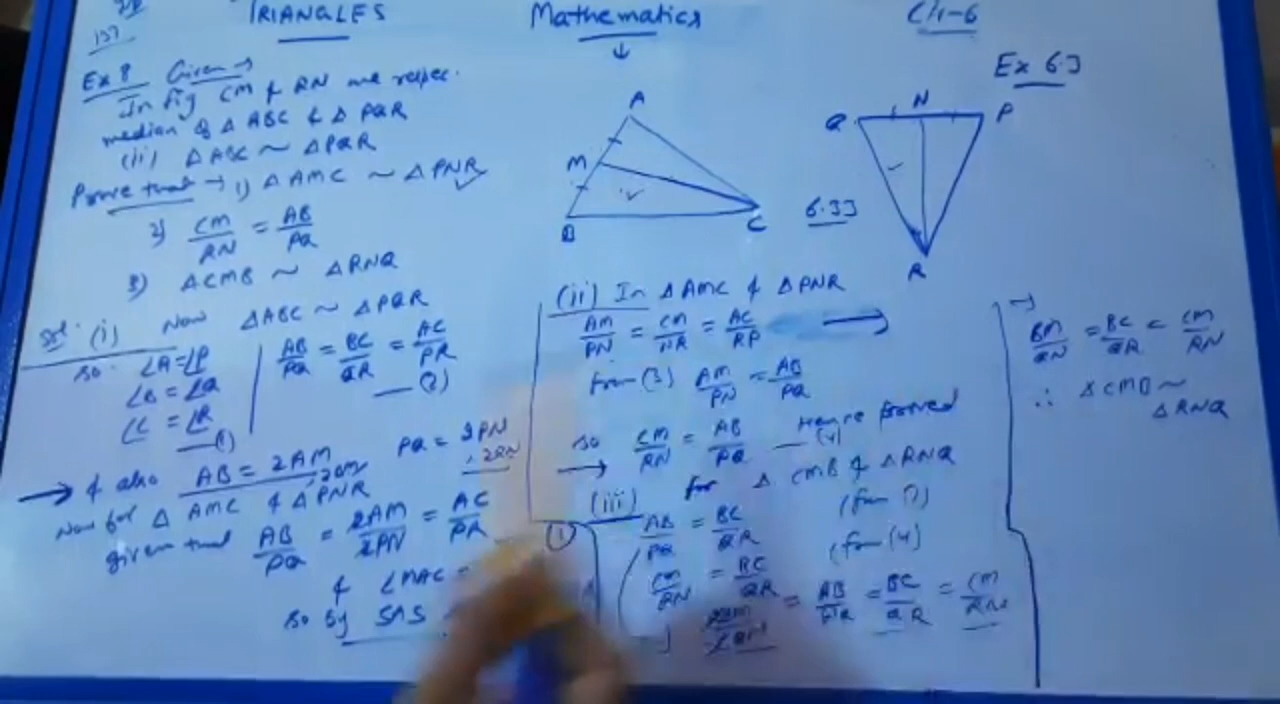 TRIANGLES
Mathematics
Ch-6
137
Ex 6.3
Ex 8 Given →
In fig CM & RN are respec.
median of Δ ABC & Δ PQR
(ii) Δ ABC ~ Δ PQR
Prove that → 1) Δ AMC ~ Δ PNR
2) CM/RN = AB/PQ
3) Δ CMB ~ Δ RNQ
A
M
B
C
6.33
Q
N
P
R
Sol: (i) Now Δ ABC ~ Δ PQR
so ∠A = ∠P
∠B = ∠Q
∠C = ∠R
— (1)
AB/PQ = BC/QR = AC/PR
— (2)
→ & also AB = 2AM
PQ = 2PN
Now for Δ AMC & Δ PNR
given that AB/PQ = 2AM/2PN = AC/PR
& ∠MAC =
so by SAS
(ii) In Δ AMC & Δ PNR
AM/PN = CM/NR = AC/RP →
from (3) AM/PN = AB/PQ
so CM/RN = AB/PQ — (4) Hence proved
→ (iii) for Δ CMB & Δ RNQ
AB/PQ = BC/QR
CM/RN = BC/QR (from (4)
= BC/QR = CM/RN
BM/QN = BC/QR = CM/RN
∴ Δ CMB ~
Δ RNQ